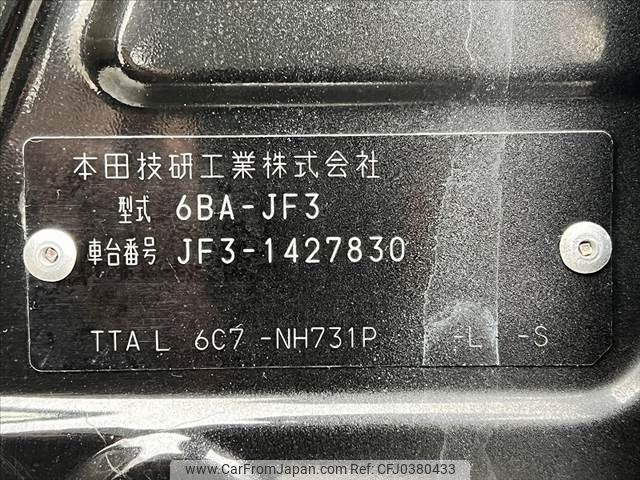 本田技研工業株式会社
型式 6BA-JF3
車台番号 JF3-1427830
TTA L 6C7 -NH731P -L -S
www.CarFromJapan.com | Ref No. CFJ0380433